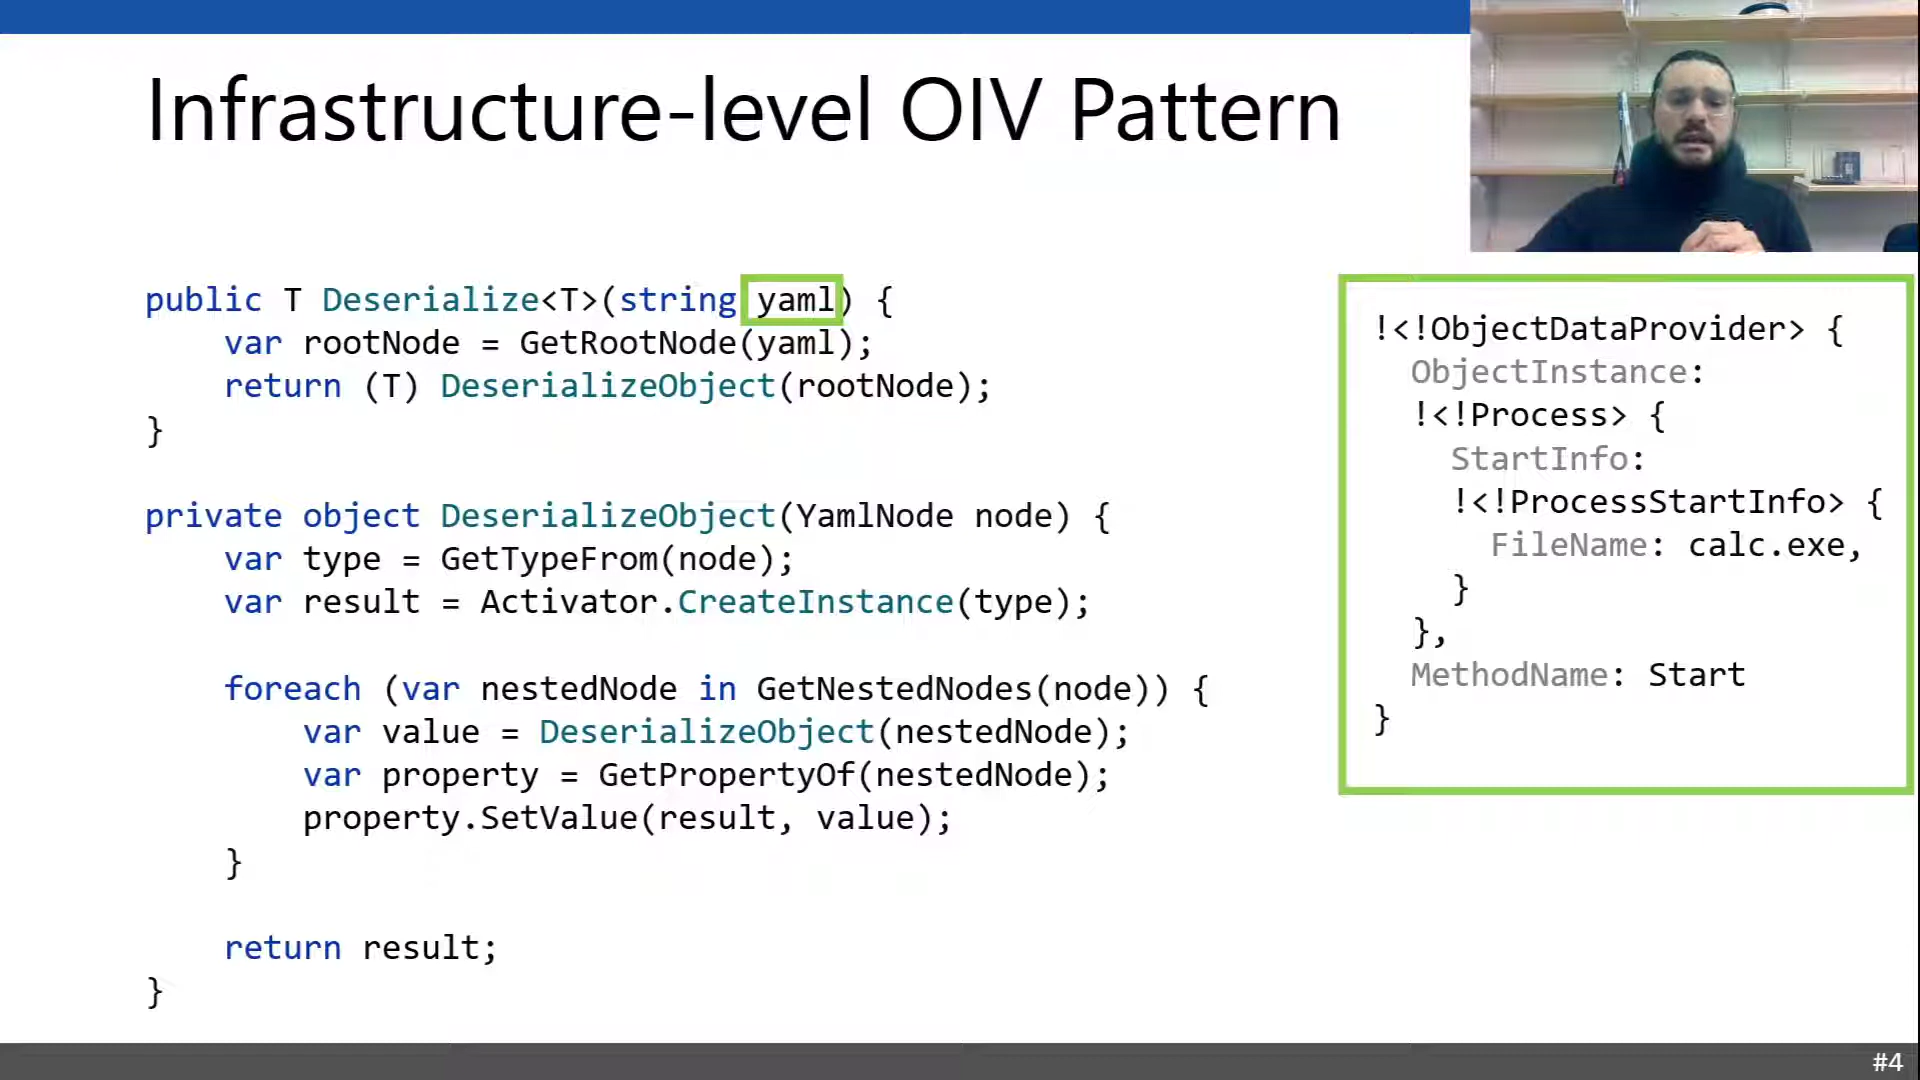 Infrastructure-level OIV Pattern
public T Deserialize<T>(string yaml) {
    var rootNode = GetRootNode(yaml);
    return (T) DeserializeObject(rootNode);
}
private object DeserializeObject(YamlNode node) {
    var type = GetTypeFrom(node);
    var result = Activator.CreateInstance(type);
    foreach (var nestedNode in GetNestedNodes(node)) {
        var value = DeserializeObject(nestedNode);
        var property = GetPropertyOf(nestedNode);
        property.SetValue(result, value);
    }
    return result;
}
!<!ObjectDataProvider> {
  ObjectInstance:
  !<!Process> {
    StartInfo:
    !<!ProcessStartInfo> {
      FileName: calc.exe,
    }
  },
  MethodName: Start
}
#4